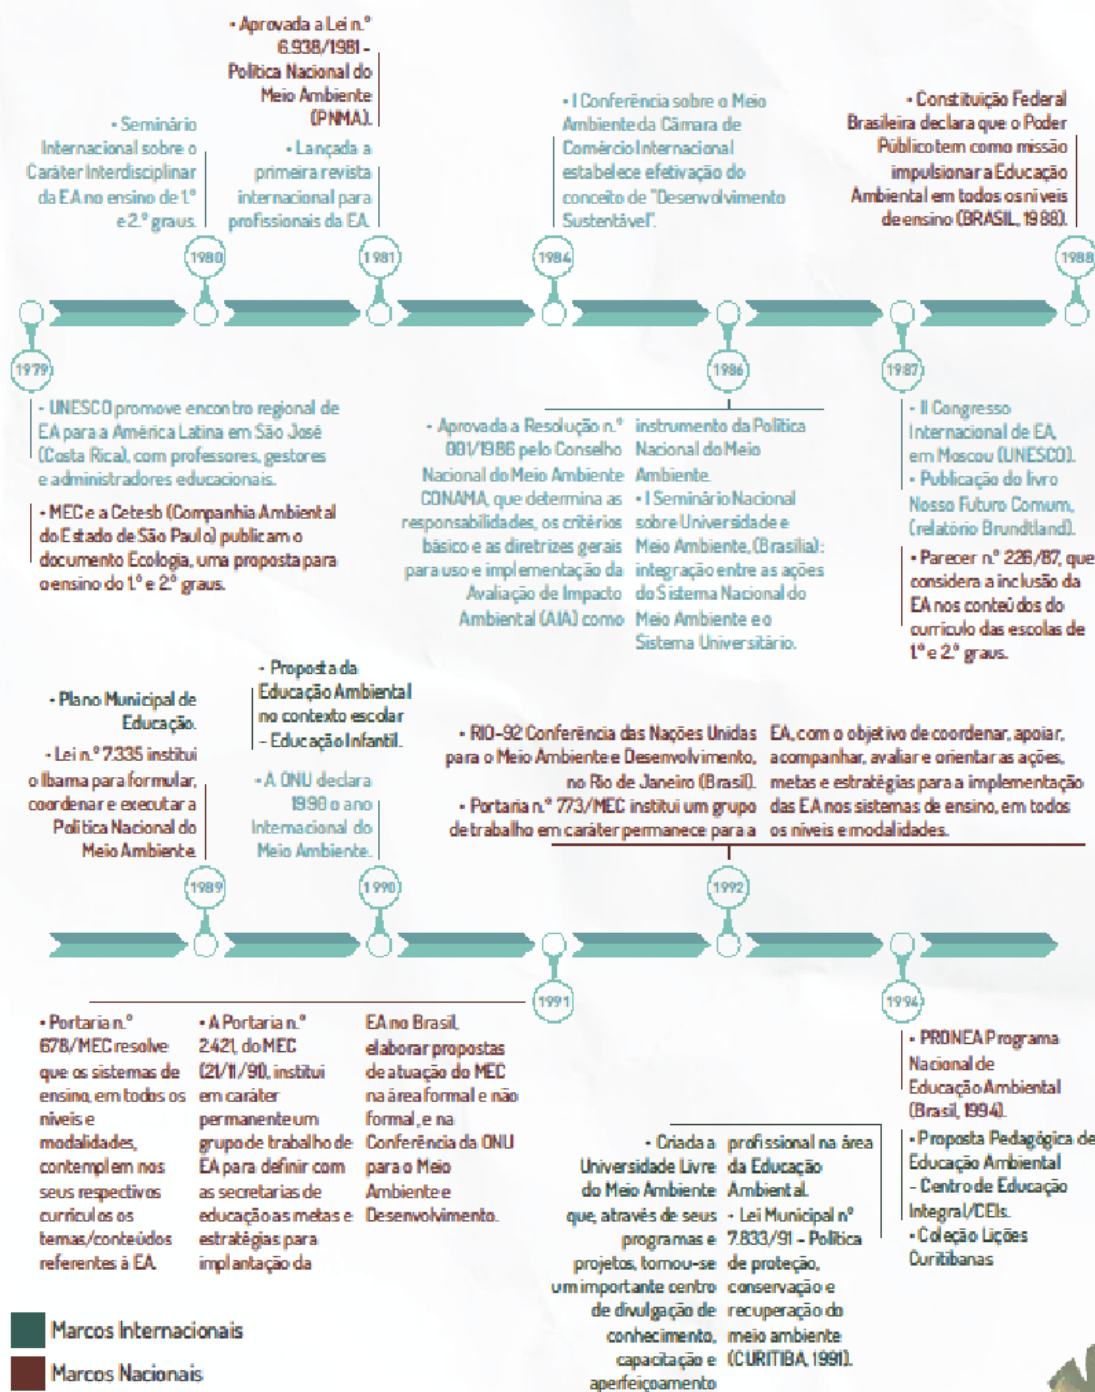 • Aprovada a Lei n.º
6.938/1981 –
Política Nacional do
Meio Ambiente
(PNMA).
• Lançada a
primeira revista
internacional para
profissionais da EA.
• Seminário
Internacional sobre o
Caráter Interdisciplinar
da EA no ensino de 1.º
e 2.º graus.
• I Conferência sobre o Meio
Ambiente da Câmara de
Comércio Internacional
estabelece efetivação do
conceito de "Desenvolvimento
Sustentável".
• Constituição Federal
Brasileira declara que o Poder
Público tem como missão
impulsionar a Educação
Ambiental em todos os níveis
de ensino (BRASIL, 1988).
1980
1981
1984
1988
1979
1986
1987
• UNESCO promove encontro regional de
EA para a América Latina em São José
(Costa Rica), com professores, gestores
e administradores educacionais.
• MEC e a Cetesb (Companhia Ambiental
do Estado de São Paulo) publicam o
documento Ecologia, uma proposta para
o ensino do 1.º e 2.º graus.
• Aprovada a Resolução n.º
001/1986 pelo Conselho
Nacional do Meio Ambiente
CONAMA, que determina as
responsabilidades, os critérios
básico e as diretrizes gerais
para uso e implementação da
Avaliação de Impacto
Ambiental (AIA) como
instrumento da Política
Nacional do Meio
Ambiente.
• I Seminário Nacional
sobre Universidade e
Meio Ambiente, (Brasília):
integração entre as ações
do Sistema Nacional do
Meio Ambiente e o
Sistema Universitário.
• II Congresso
Internacional de EA,
em Moscou (UNESCO).
• Publicação do livro
Nosso Futuro Comum,
(relatório Brundtland).
• Parecer n.º 226/87, que
considera a inclusão da
EA nos conteúdos do
currículo das escolas de
1.º e 2.º graus.
• Plano Municipal de
Educação.
• Lei n.º 7.335 institui
o Ibama para formular,
coordenar e executar a
Política Nacional do
Meio Ambiente.
• Proposta da
Educação Ambiental
no contexto escolar
– Educação Infantil.
• A ONU declara
1990 o ano
Internacional do
Meio Ambiente.
• RIO-92 Conferência das Nações Unidas
para o Meio Ambiente e Desenvolvimento,
no Rio de Janeiro (Brasil).
• Portaria n.º 773/MEC institui um grupo
de trabalho em caráter permanece para a
EA, com o objetivo de coordenar, apoiar,
acompanhar, avaliar e orientar as ações,
metas e estratégias para a implementação
das EA nos sistemas de ensino, em todos
os níveis e modalidades.
1989
1990
1992
1991
1994
• Portaria n.º
678/MEC resolve
que os sistemas de
ensino, em todos os
níveis e
modalidades,
contemplem nos
seus respectivos
currículos os
temas/conteúdos
referentes à EA.
• A Portaria n.º
2.421, do MEC
(21/11/91), institui
em caráter
permanente um
grupo de trabalho de
EA para definir com
as secretarias de
educação as metas e
estratégias para
implantação da
EA no Brasil,
elaborar propostas
de atuação do MEC
na área formal e não
formal, e na
Conferência da ONU
para o Meio
Ambiente e
Desenvolvimento.
• Criada a
Universidade Livre
do Meio Ambiente
que, através de seus
programas e
projetos, tornou-se
um importante centro
de divulgação de
conhecimento,
capacitação e
aperfeiçoamento
profissional na área
da Educação
Ambiental.
• Lei Municipal nº
7.833/91 – Política
de proteção,
conservação e
recuperação do
meio ambiente
(CURITIBA, 1991).
• PRONEA Programa
Nacional de
Educação Ambiental
(Brasil, 1994).
• Proposta Pedagógica de
Educação Ambiental
– Centro de Educação
Integral/CEIs.
• Coleção Lições
Curitibanas
Marcos Internacionais
Marcos Nacionais